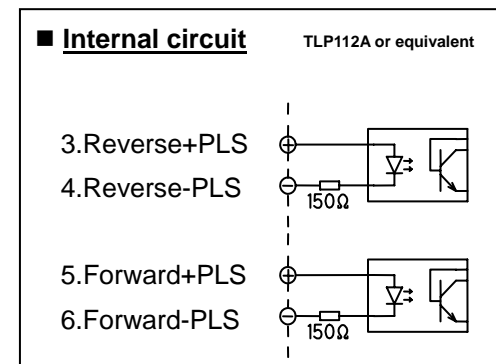 ■ Internal circuit TLP112A or equivalent
3.Reverse+PLS
4.Reverse-PLS
150Ω
5.Forward+PLS
6.Forward-PLS
150Ω